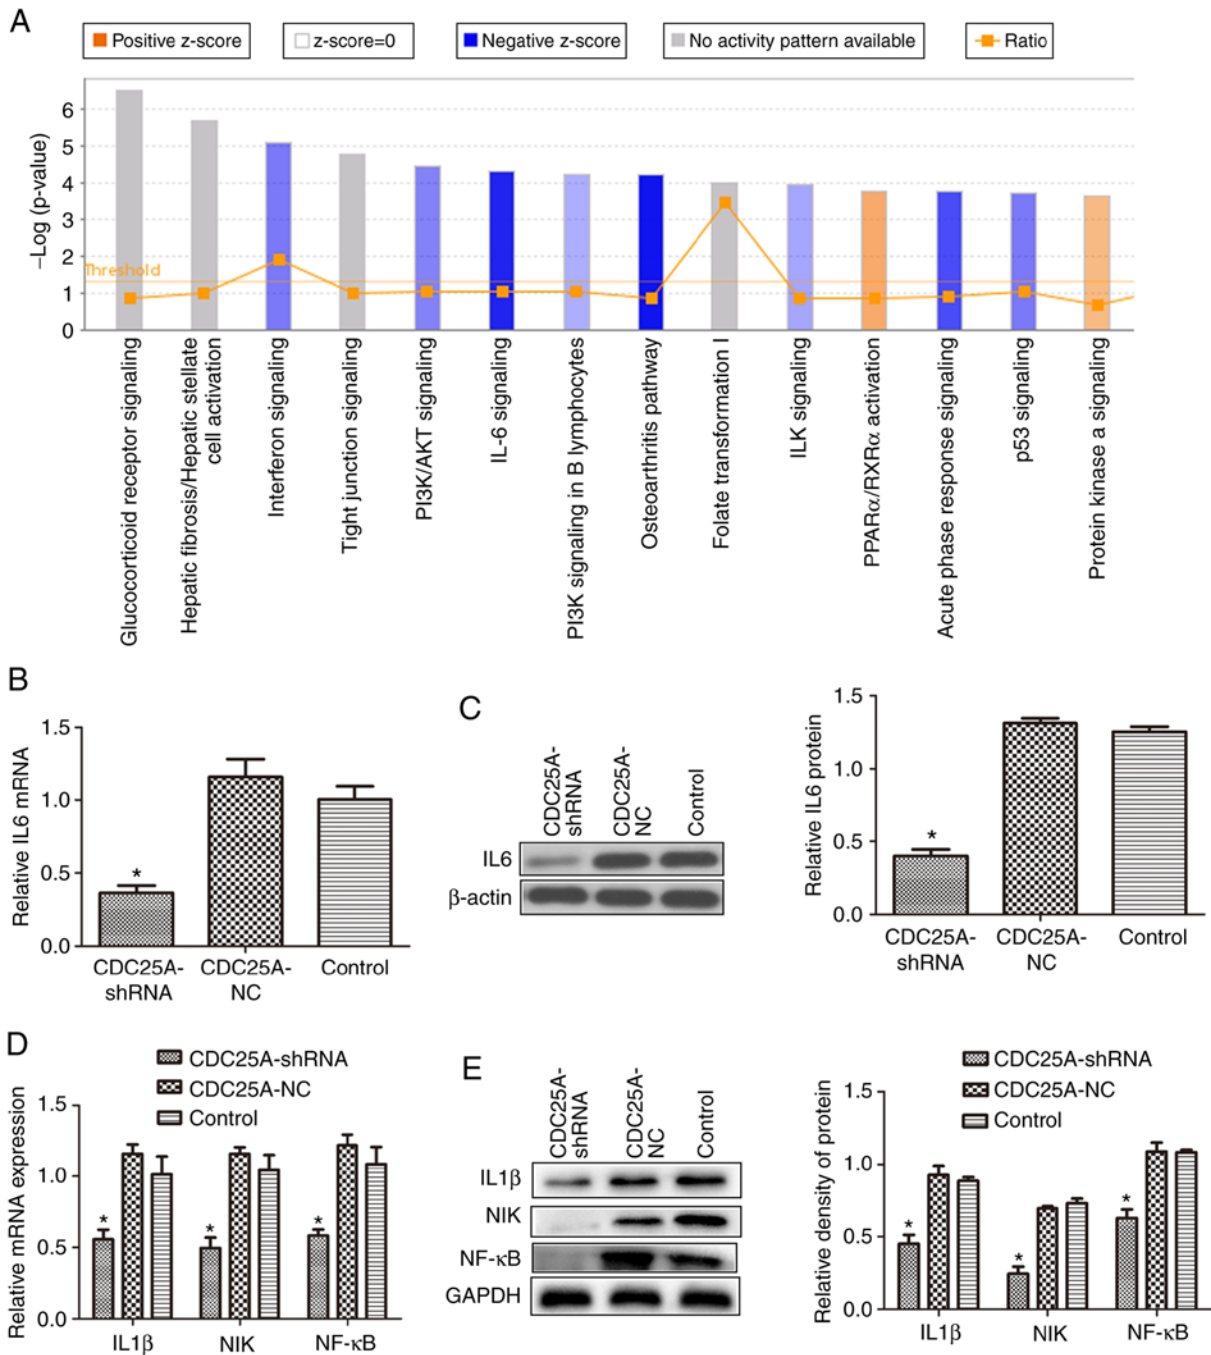 A
Positive z-score
z-score=0
Negative z-score
No activity pattern available
Ratio
−Log (p-value)
6
5
4
3
2
1
0
Threshold
Glucocorticoid receptor signaling
Hepatic fibrosis/Hepatic stellate
cell activation
Interferon signaling
Tight junction signaling
PI3K/AKT signaling
IL-6 signaling
PI3K signaling in B lymphocytes
Osteoarthritis pathway
Folate transformation I
ILK signaling
PPARα/RXRα activation
Acute phase response signaling
p53 signaling
Protein kinase a signaling
B
Relative IL6 mRNA
1.5
1.0
0.5
0.0
*
CDC25A-
shRNA
CDC25A-
NC
Control
C
CDC25A-
shRNA
CDC25A-
NC
Control
IL6
β-actin
Relative IL6 protein
1.5
1.0
0.5
0.0
*
CDC25A-
shRNA
CDC25A-
NC
Control
D
CDC25A-shRNA
CDC25A-NC
Control
Relative mRNA expression
1.5
1.0
0.5
0.0
*
*
*
IL1β
NIK
NF-κB
E
CDC25A-
shRNA
CDC25A-
NC
Control
IL1β
NIK
NF-κB
GAPDH
CDC25A-shRNA
CDC25A-NC
Control
Relative density of protein
1.5
1.0
0.5
0.0
*
*
*
IL1β
NIK
NF-κB